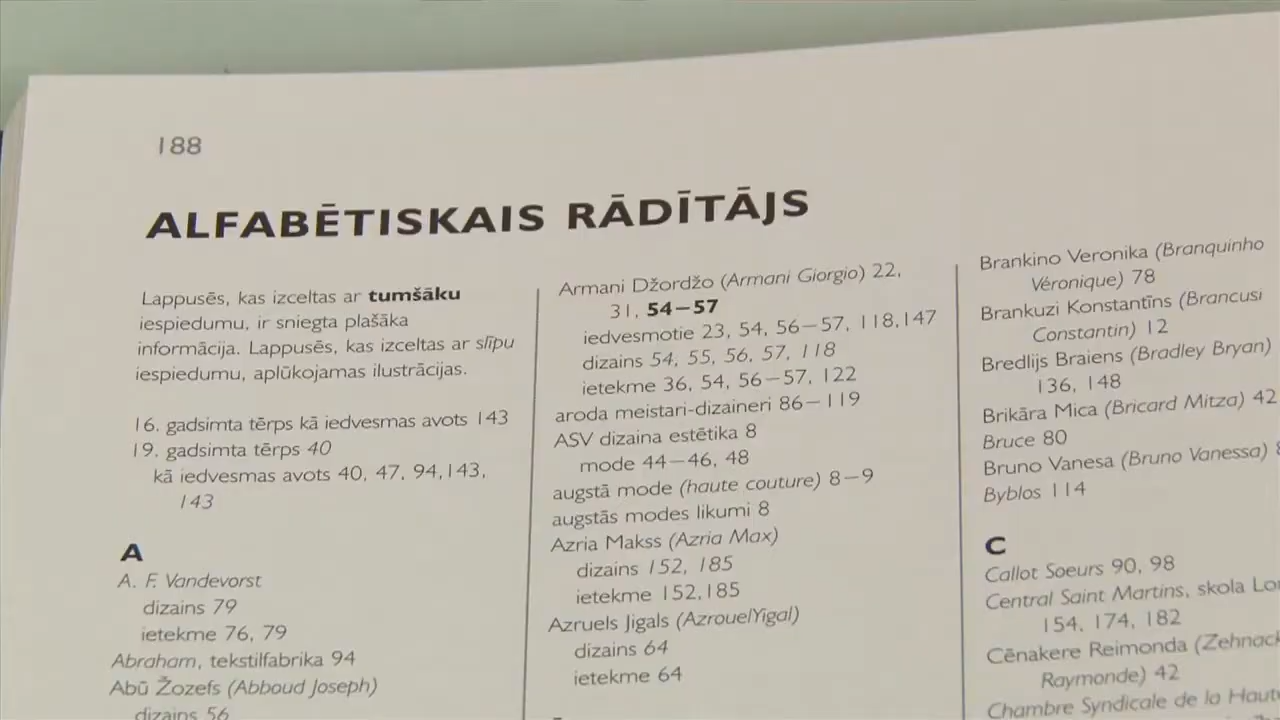 188
ALFABĒTISKAIS RĀDĪTĀJS
Lappusēs, kas izceltas ar tumšāku
iespiedumu, ir sniegta plašāka
informācija. Lappusēs, kas izceltas ar slīpu
iespiedumu, aplūkojamas ilustrācijas.
16. gadsimta tērps kā iedvesmas avots 143
19. gadsimta tērps 40
kā iedvesmas avots 40, 47, 94, 143,
143
A
A. F. Vandevorst
dizains 79
ietekme 76, 79
Abraham, tekstilfabrika 94
Abū Žozefs (Abboud Joseph)
dizains 56
Armani Džordžo (Armani Giorgio) 22,
31, 54–57
iedvesmotie 23, 54, 56–57, 118, 147
dizains 54, 55, 56, 57, 118
ietekme 36, 54, 56–57, 122
aroda meistari-dizaineri 86–119
ASV dizaina estētika 8
mode 44–46, 48
augstā mode (haute couture) 8–9
augstās modes likumi 8
Azria Makss (Azria Max)
dizains 152, 185
ietekme 152, 185
Azruels Jigals (AzrouelYigal)
dizains 64
ietekme 64
Brankino Veronika (Branquinho
Véronique) 78
Brankuzi Konstantīns (Brancusi
Constantin) 12
Bredlijs Braiens (Bradley Bryan)
136, 148
Brikāra Mica (Bricard Mitza) 42
Bruce 80
Bruno Vanesa (Bruno Vanessa)
Byblos 114
C
Callot Soeurs 90, 98
Central Saint Martins, skola
154, 174, 182
Cēnakere Reimonda (Zehnack
Raymonde) 42
Chambre Syndicale de la Haut